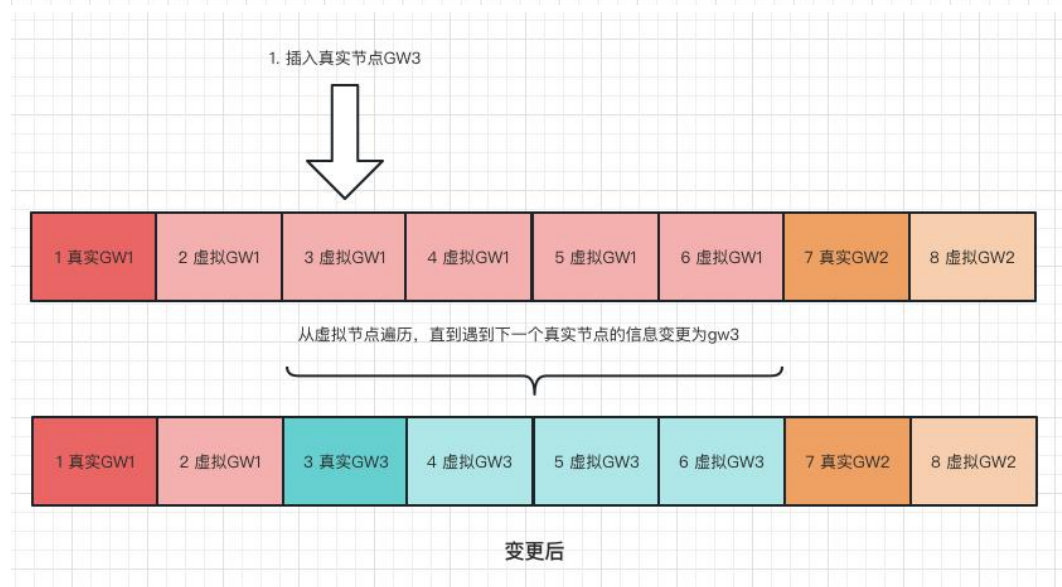 1. 插入真实节点GW3
1 真实GW1 2 虚拟GW1 3 虚拟GW1 4 虚拟GW1 5 虚拟GW1 6 虚拟GW1 7 真实GW2 8 虚拟GW2
从虚拟节点遍历，直到遇到下一个真实节点的信息变更为gw3
1 真实GW1 2 虚拟GW1 3 真实GW3 4 虚拟GW3 5 虚拟GW3 6 虚拟GW3 7 真实GW2 8 虚拟GW2
变更后